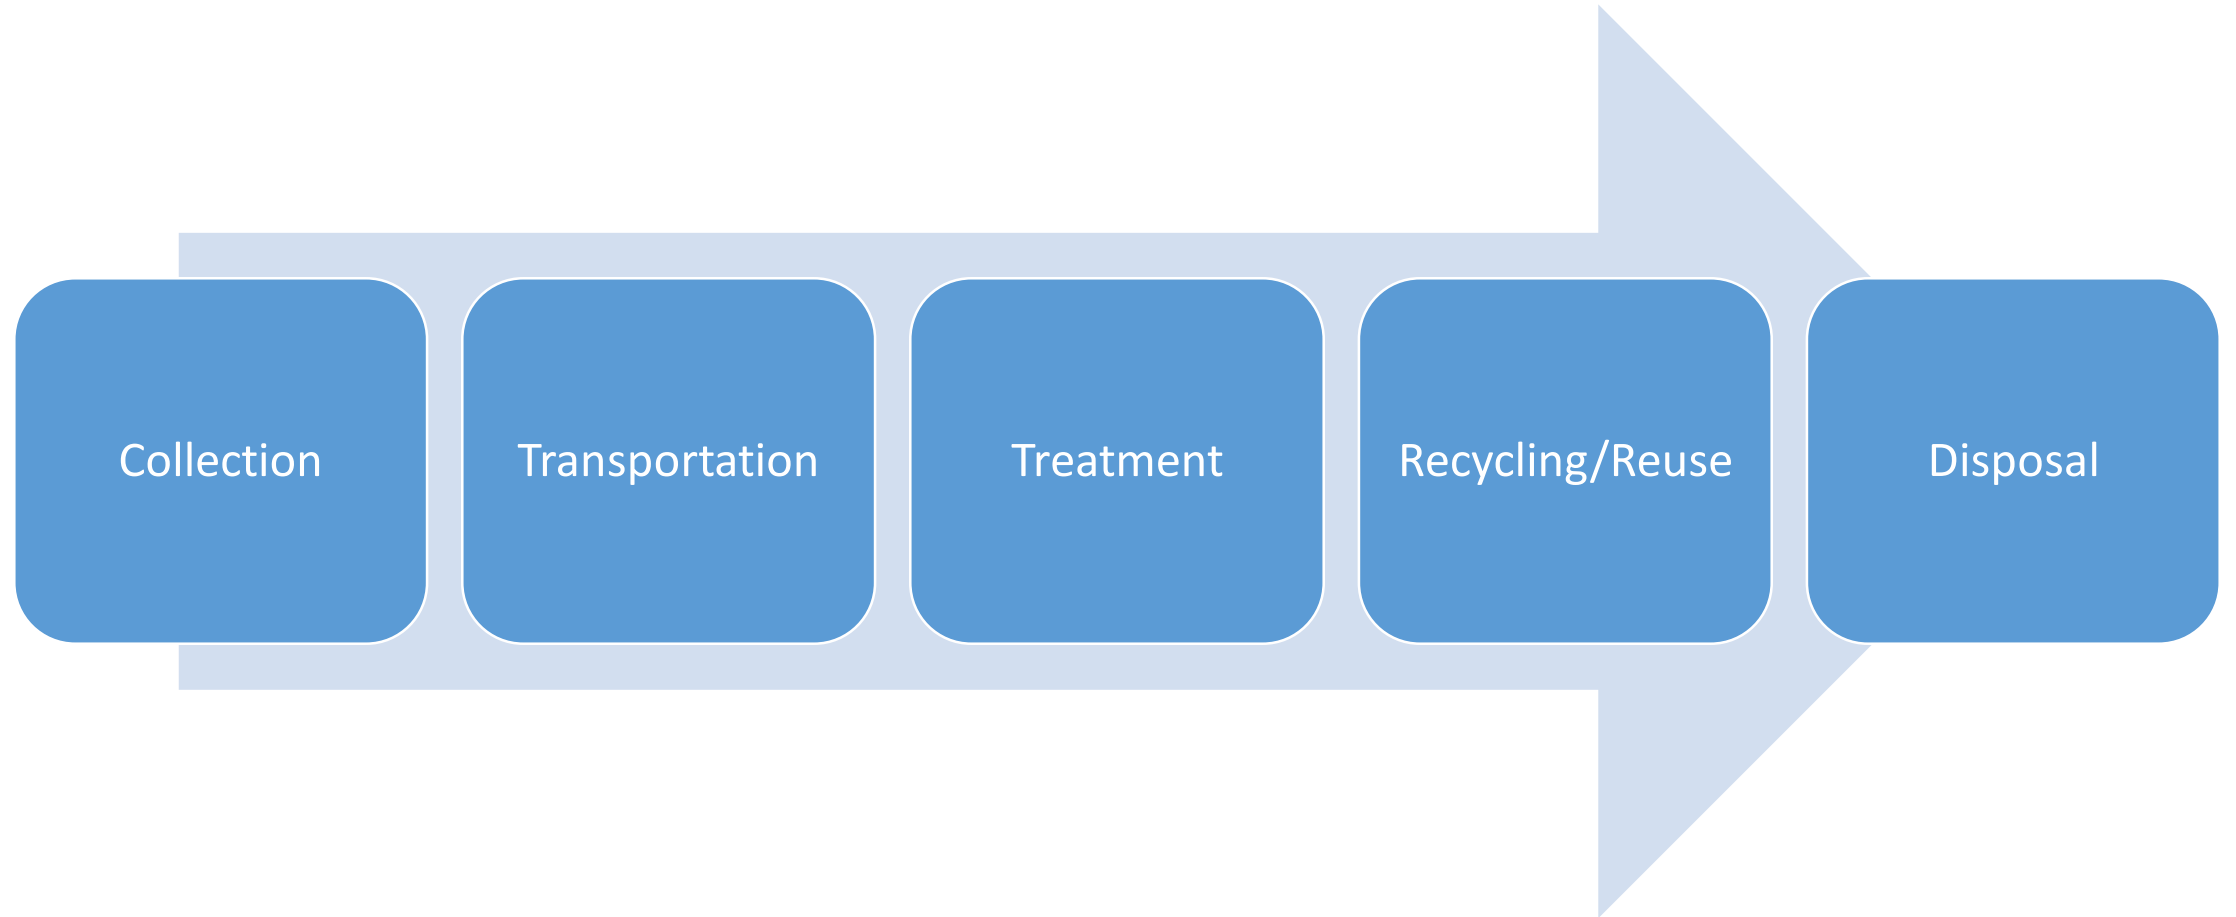 Collection
Transportation
Treatment
Recycling/Reuse
Disposal